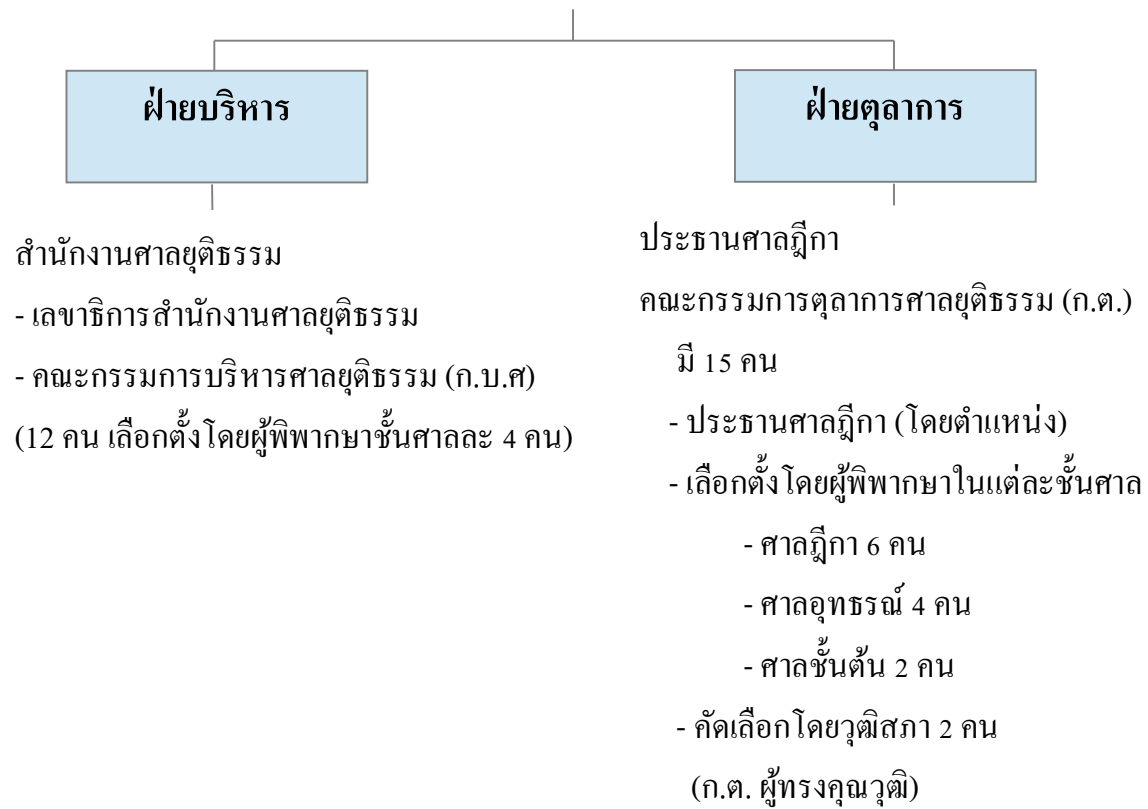 ฝ่ายบริหาร
สำนักงานศาลยุติธรรม
- เลขาธิการสำนักงานศาลยุติธรรม
- คณะกรรมการบริหารศาลยุติธรรม (ก.บ.ศ)
(12 คน เลือกตั้งโดยผู้พิพากษาชั้นศาลละ 4 คน)
ฝ่ายตุลาการ
ประธานศาลฎีกา
คณะกรรมการตุลาการศาลยุติธรรม (ก.ต.)
มี 15 คน
- ประธานศาลฎีกา (โดยตำแหน่ง)
- เลือกตั้งโดยผู้พิพากษาในแต่ละชั้นศาล
- ศาลฎีกา 6 คน
- ศาลอุทธรณ์ 4 คน
- ศาลชั้นต้น 2 คน
- คัดเลือกโดยวุฒิสภา 2 คน
(ก.ต. ผู้ทรงคุณวุฒิ)